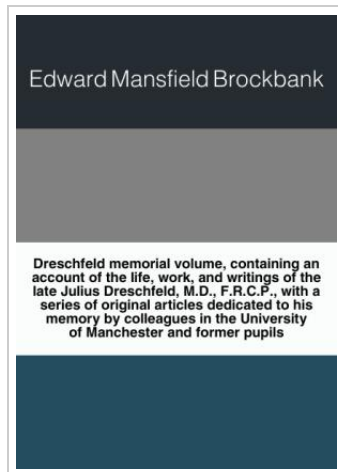 Edward Mansfield Brockbank
Dreschfeld memorial volume, containing an
account of the life, work, and writings of the
late Julius Dreschfeld, M.D., F.R.C.P., with a
series of original articles dedicated to his
memory by colleagues in the University
of Manchester and former pupils